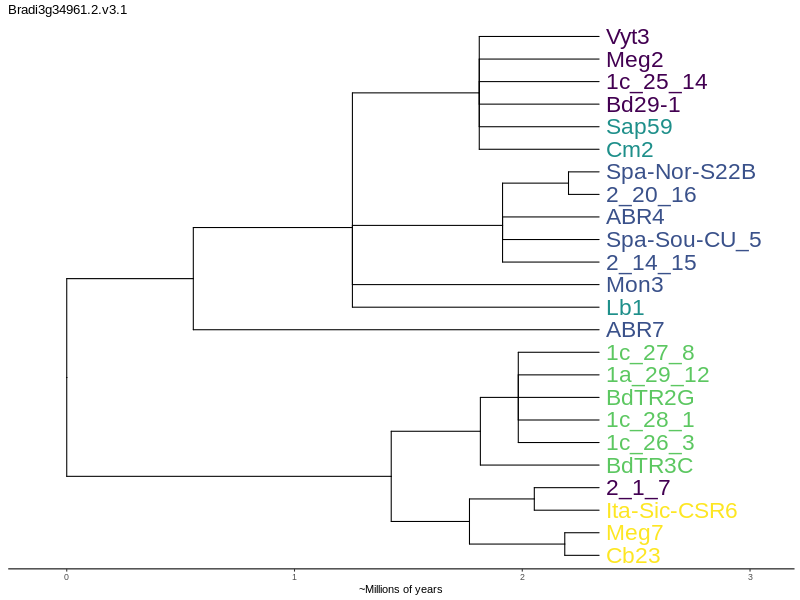 Bradi3g34961.2.v3.1
Vyt3
Meg2
1c_25_14
Bd29-1
Sap59
Cm2
Spa-Nor-S22B
2_20_16
ABR4
Spa-Sou-CU_5
2_14_15
Mon3
Lb1
ABR7
1c_27_8
1a_29_12
BdTR2G
1c_28_1
1c_26_3
BdTR3C
2_1_7
Ita-Sic-CSR6
Meg7
Cb23
0 1 2 3
~Millions of years